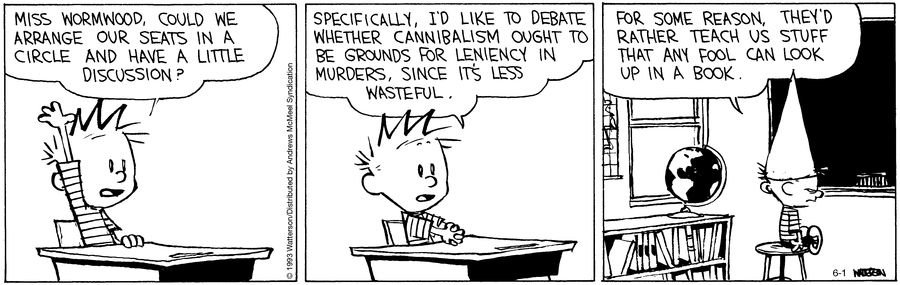 MISS WORMWOOD, COULD WE
ARRANGE OUR SEATS IN A
CIRCLE AND HAVE A LITTLE
DISCUSSION?
© 1993 Watterson/Distributed by Andrews McMeel Syndication
SPECIFICALLY, I'D LIKE TO DEBATE
WHETHER CANNIBALISM OUGHT TO
BE GROUNDS FOR LENIENCY IN
MURDERS, SINCE IT'S LESS
WASTEFUL.
FOR SOME REASON, THEY'D
RATHER TEACH US STUFF
THAT ANY FOOL CAN LOOK
UP IN A BOOK.
6-1 WATTERSON